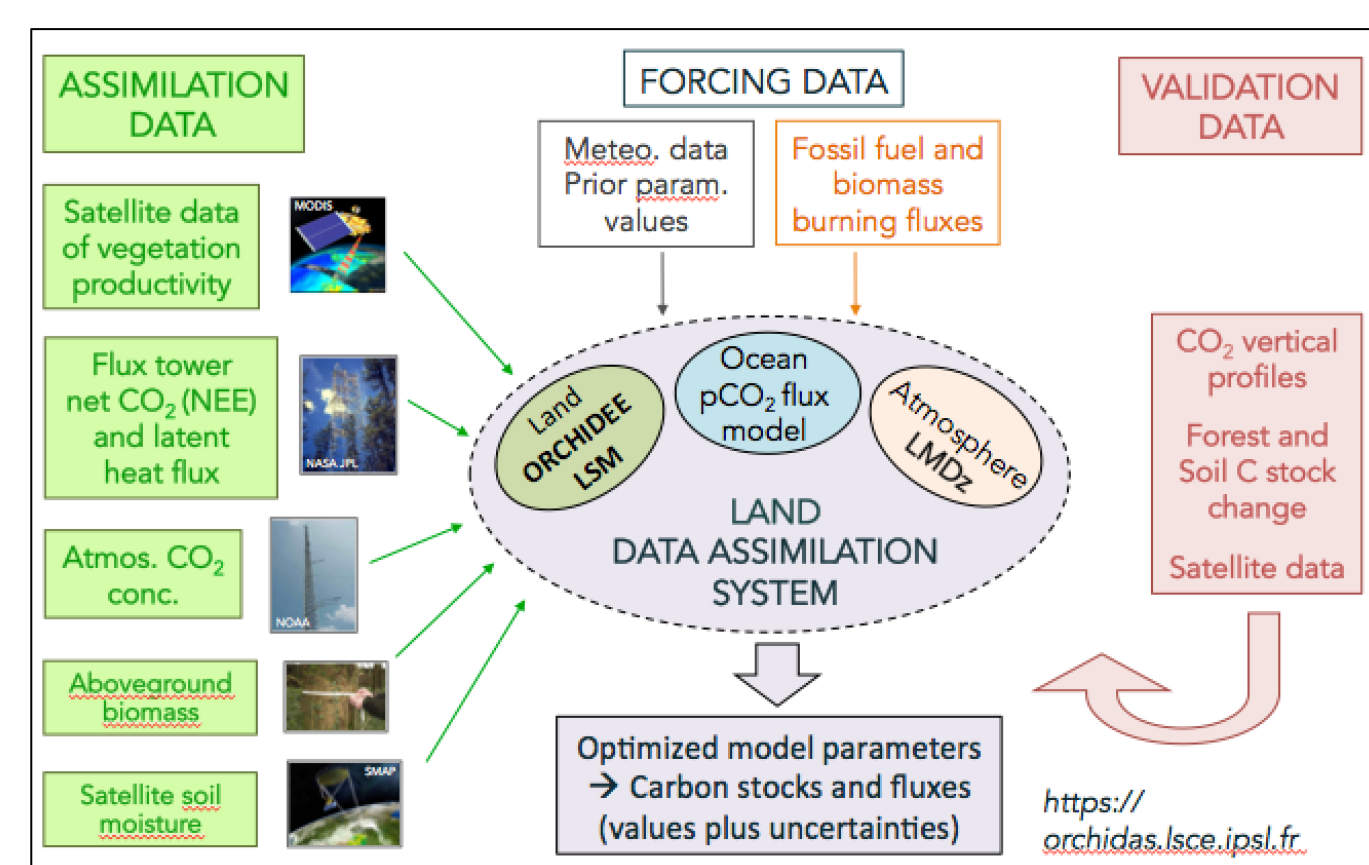 ASSIMILATION
DATA
FORCING DATA
VALIDATION
DATA
Meteo. data
Prior param.
values
Fossil fuel and
biomass
burning fluxes
Satellite data
of vegetation
productivity
MODIS
Flux tower
net CO₂ (NEE)
and latent
heat flux
NASA JPL
Atmos. CO₂
conc.
NOAA
Aboveground
biomass
Satellite soil
moisture
SMAP
Land
ORCHIDEE
LSM
Ocean
pCO₂ flux
model
Atmosphere
LMDz
LAND
DATA ASSIMILATION
SYSTEM
CO₂ vertical
profiles
Forest and
Soil C stock
change
Satellite data
Optimized model parameters
→ Carbon stocks and fluxes
(values plus uncertainties)
https://
orchidas.lsce.ipsl.fr